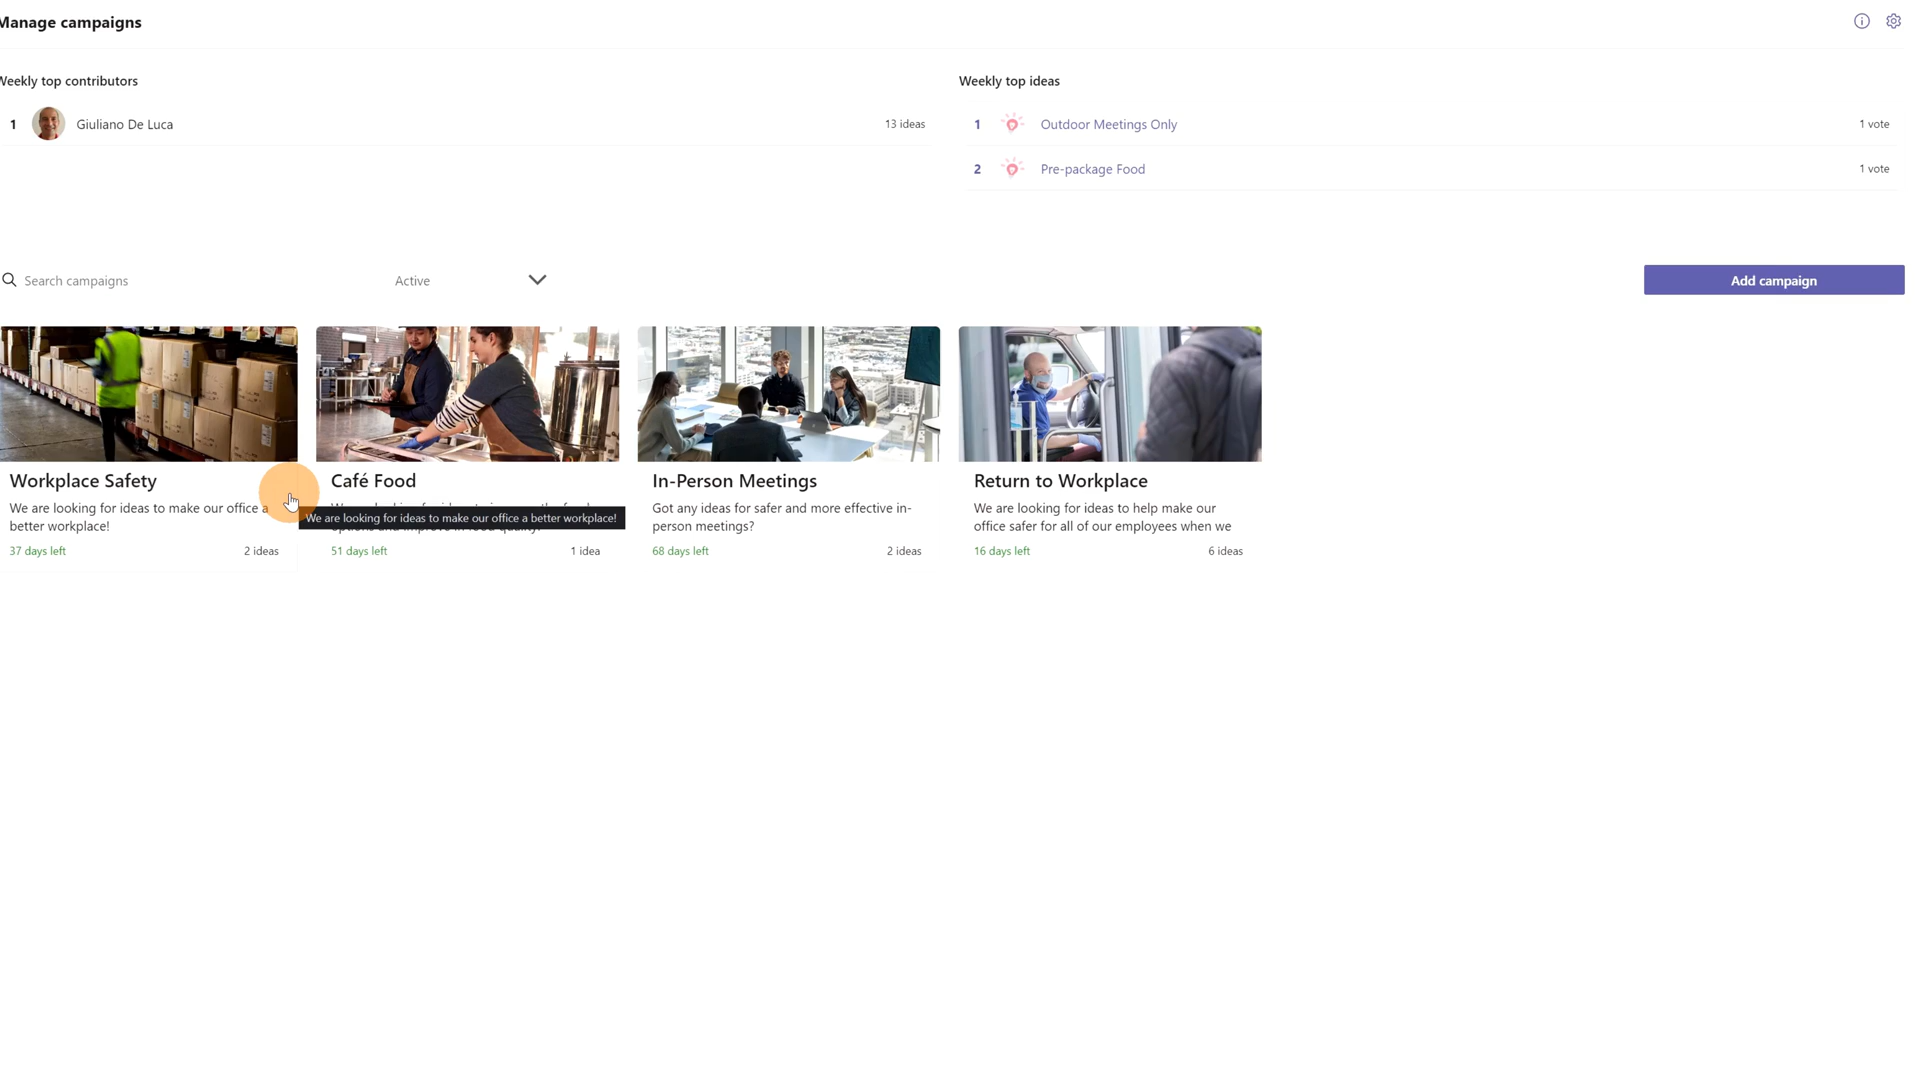 Manage campaigns
Weekly top contributors
Weekly top ideas
1 Giuliano De Luca 13 ideas
1 Outdoor Meetings Only 1 vote
2 Pre-package Food 1 vote
Search campaigns
Active
Add campaign
Workplace Safety
We are looking for ideas to make our office a
better workplace!
37 days left 2 ideas
Café Food
We are looking for ideas to make our office a better workplace!
51 days left 1 idea
In-Person Meetings
Got any ideas for safer and more effective in-
person meetings?
68 days left 2 ideas
Return to Workplace
We are looking for ideas to help make our
office safer for all of our employees when we
16 days left 6 ideas